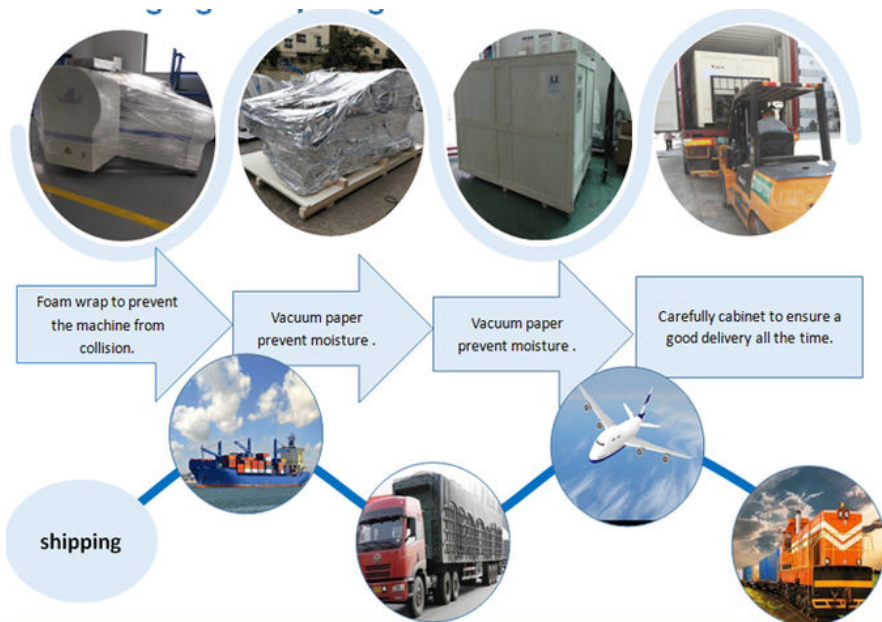 Foam wrap to prevent
the machine from
collision.
Vacuum paper
prevent moisture .
Vacuum paper
prevent moisture .
Carefully cabinet to ensure a
good delivery all the time.
shipping